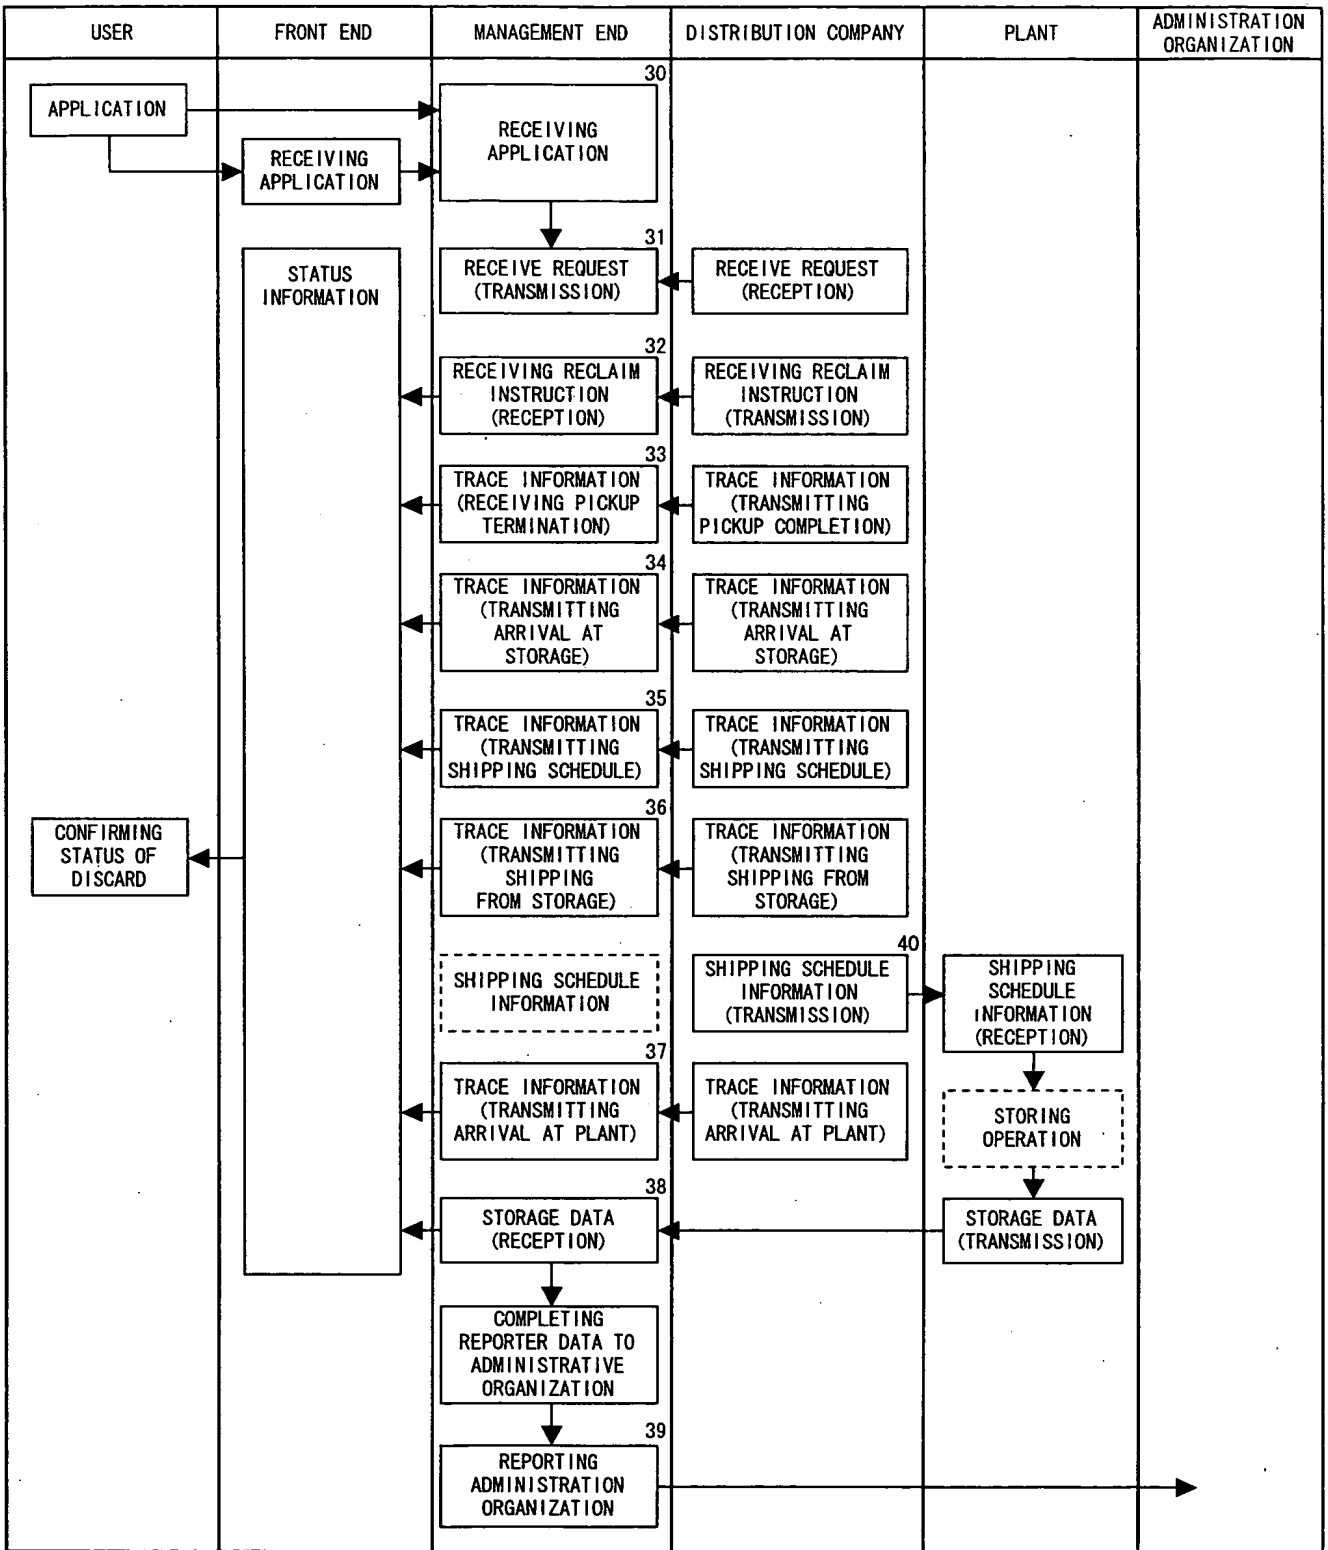 USER
FRONT END
MANAGEMENT END
DISTRIBUTION COMPANY
PLANT
ADMINISTRATION
ORGANIZATION
30
APPLICATION
RECEIVING
APPLICATION
RECEIVING
APPLICATION
31
STATUS
INFORMATION
RECEIVE REQUEST
(TRANSMISSION)
RECEIVE REQUEST
(RECEPTION)
32
RECEIVING RECLAIM
INSTRUCTION
(RECEPTION)
RECEIVING RECLAIM
INSTRUCTION
(TRANSMISSION)
33
TRACE INFORMATION
(RECEIVING PICKUP
TERMINATION)
TRACE INFORMATION
(TRANSMITTING
PICKUP COMPLETION)
34
TRACE INFORMATION
(TRANSMITTING
ARRIVAL AT
STORAGE)
TRACE INFORMATION
(TRANSMITTING
ARRIVAL AT
STORAGE)
35
TRACE INFORMATION
(TRANSMITTING
SHIPPING SCHEDULE)
TRACE INFORMATION
(TRANSMITTING
SHIPPING SCHEDULE)
36
CONFIRMING
STATUS OF
DISCARD
TRACE INFORMATION
(TRANSMITTING
SHIPPING
FROM STORAGE)
TRACE INFORMATION
(TRANSMITTING
SHIPPING FROM
STORAGE)
40
SHIPPING SCHEDULE
INFORMATION
SHIPPING SCHEDULE
INFORMATION
(TRANSMISSION)
SHIPPING
SCHEDULE
INFORMATION
(RECEPTION)
37
TRACE INFORMATION
(TRANSMITTING
ARRIVAL AT PLANT)
TRACE INFORMATION
(TRANSMITTING
ARRIVAL AT PLANT)
STORING
OPERATION
38
STORAGE DATA
(RECEPTION)
STORAGE DATA
(TRANSMISSION)
COMPLETING
REPORTER DATA TO
ADMINISTRATIVE
ORGANIZATION
39
REPORTING
ADMINISTRATION
ORGANIZATION